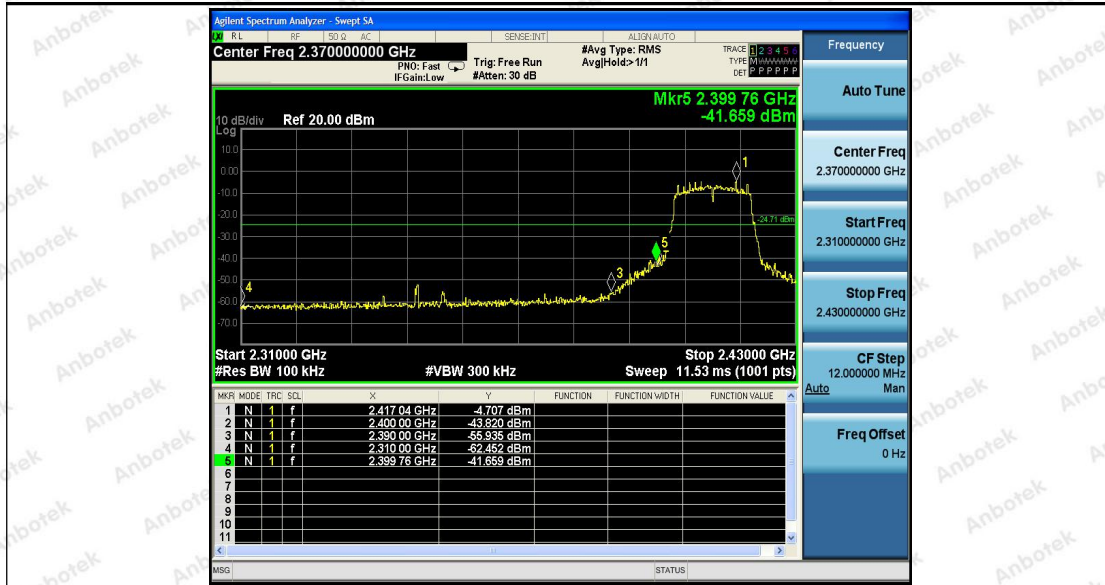 Agilent Spectrum Analyzer - Swept SA
RL RF 50 Ω AC SENSE:INT ALIGN AUTO
Center Freq 2.370000000 GHz
PNO: Fast
IFGain:Low
Trig: Free Run
#Atten: 30 dB
#Avg Type: RMS
Avg|Hold:>1/1
TRACE 1 2 3 4 5 6
TYPE M
DET P P P P P P
Mkr5 2.399 76 GHz
-41.659 dBm
10 dB/div Ref 20.00 dBm
Log
10.0
0.00
-10.0
-20.0
-30.0
-40.0
-50.0
-60.0
-70.0
1
-24.71 dBm
5
3
4
Start 2.31000 GHz Stop 2.43000 GHz
#Res BW 100 kHz #VBW 300 kHz Sweep 11.53 ms (1001 pts)
MKR MODE TRC SCL X Y FUNCTION FUNCTION WIDTH FUNCTION VALUE
1 N 1 f 2.417 04 GHz -4.707 dBm
2 N 1 f 2.400 00 GHz -43.820 dBm
3 N 1 f 2.390 00 GHz -55.935 dBm
4 N 1 f 2.310 00 GHz -62.452 dBm
5 N 1 f 2.399 76 GHz -41.659 dBm
6
7
8
9
10
11
MSG STATUS
Frequency
Auto Tune
Center Freq
2.370000000 GHz
Start Freq
2.310000000 GHz
Stop Freq
2.430000000 GHz
CF Step
12.000000 MHz
Auto Man
Freq Offset
0 Hz
Anbotek